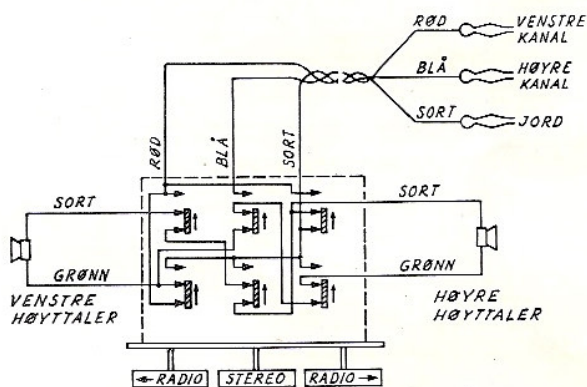 RØD
VENSTRE
KANAL
BLÅ
HØYRE
KANAL
SORT
JORD
RØD
BLÅ
SORT
SORT
SORT
GRØNN
GRØNN
VENSTRE
HØYTTALER
HØYRE
HØYTTALER
←RADIO
STEREO
RADIO→